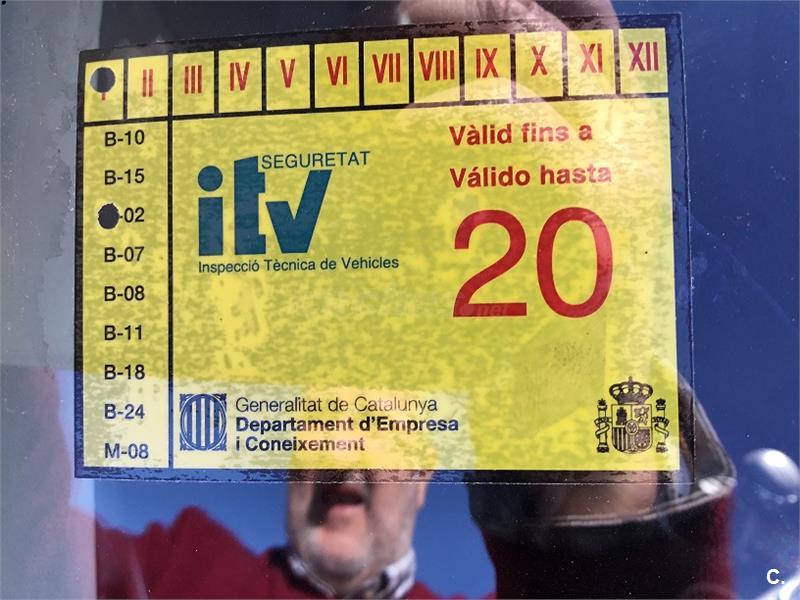 II III IV V VI VII VIII IX X XI XII
B-10
B-15
-02
B-07
B-08
B-11
B-18
B-24
M-08
SEGURETAT
itv
Inspecció Tècnica de Vehicles
Vàlid fins a
Válido hasta
20
Generalitat de Catalunya
Departament d'Empresa
i Coneixement
C.